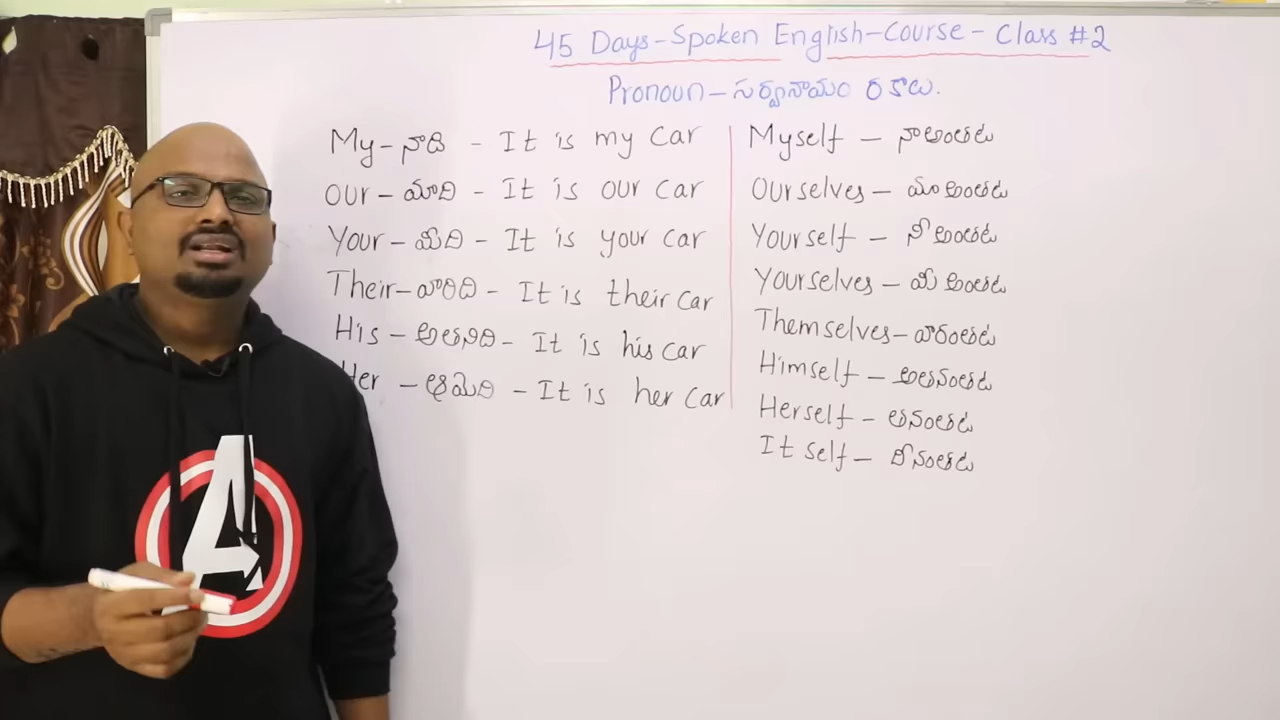 45 Days-Spoken English-Course - Class #2
Pronoun - సర్వనామం రకాలు.
My - నాది - It is my car
Our - మాది - It is our car
Your - మీది - It is your car
Their - వారిది - It is their car
His - అతనిది - It is his car
Her - ఆమెది - It is her car
Myself - నా అంతట
Ourselves - మా అంతట
Yourself - నీ అంతట
Yourselves - మీ అంతట
Themselves - వారంతట
Himself - అతనంతట
Herself - తనంతట
It self - దీనంతట
A